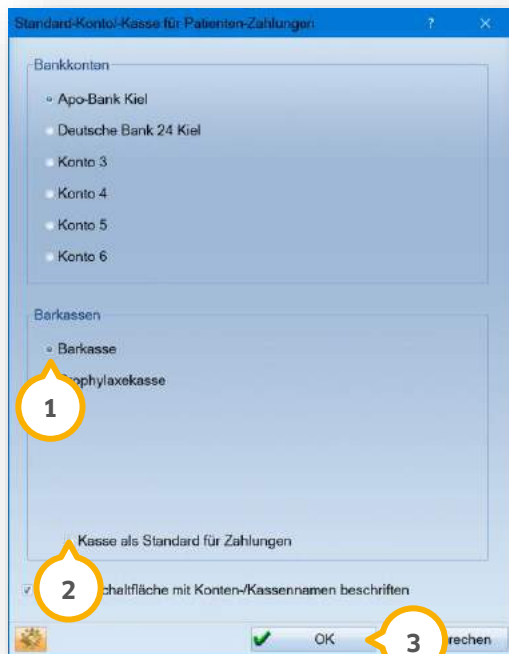 Standard-Konto/-Kasse für Patienten-Zahlungen ? ×
Bankkonten
Apo-Bank Kiel
Deutsche Bank 24 Kiel
Konto 3
Konto 4
Konto 5
Konto 6
Barkassen
Barkasse
rophylaxekasse
1
Kasse als Standard für Zahlungen
2
chaltfläche mit Konten-/Kassennamen beschriften
OK
3
rechen